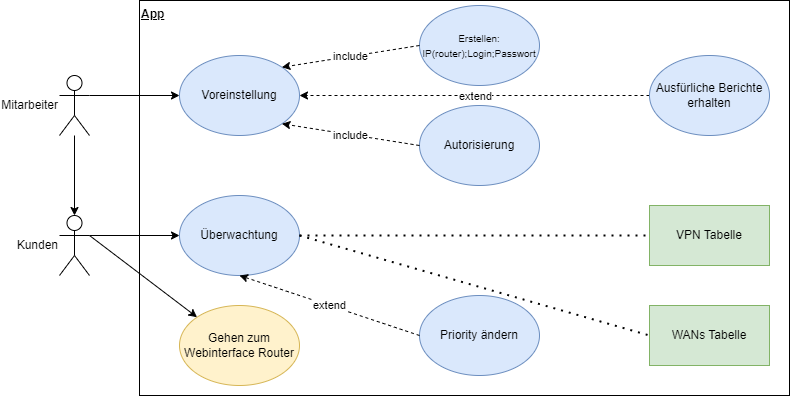 App
Erstellen:
IP(router);Login;Passwort
include
Mitarbeiter
Voreinstellung
extend
Ausfürliche Berichte
erhalten
include
Autorisierung
Kunden
Überwachtung
VPN Tabelle
extend
Gehen zum
Webinterface Router
Priority ändern
WANs Tabelle